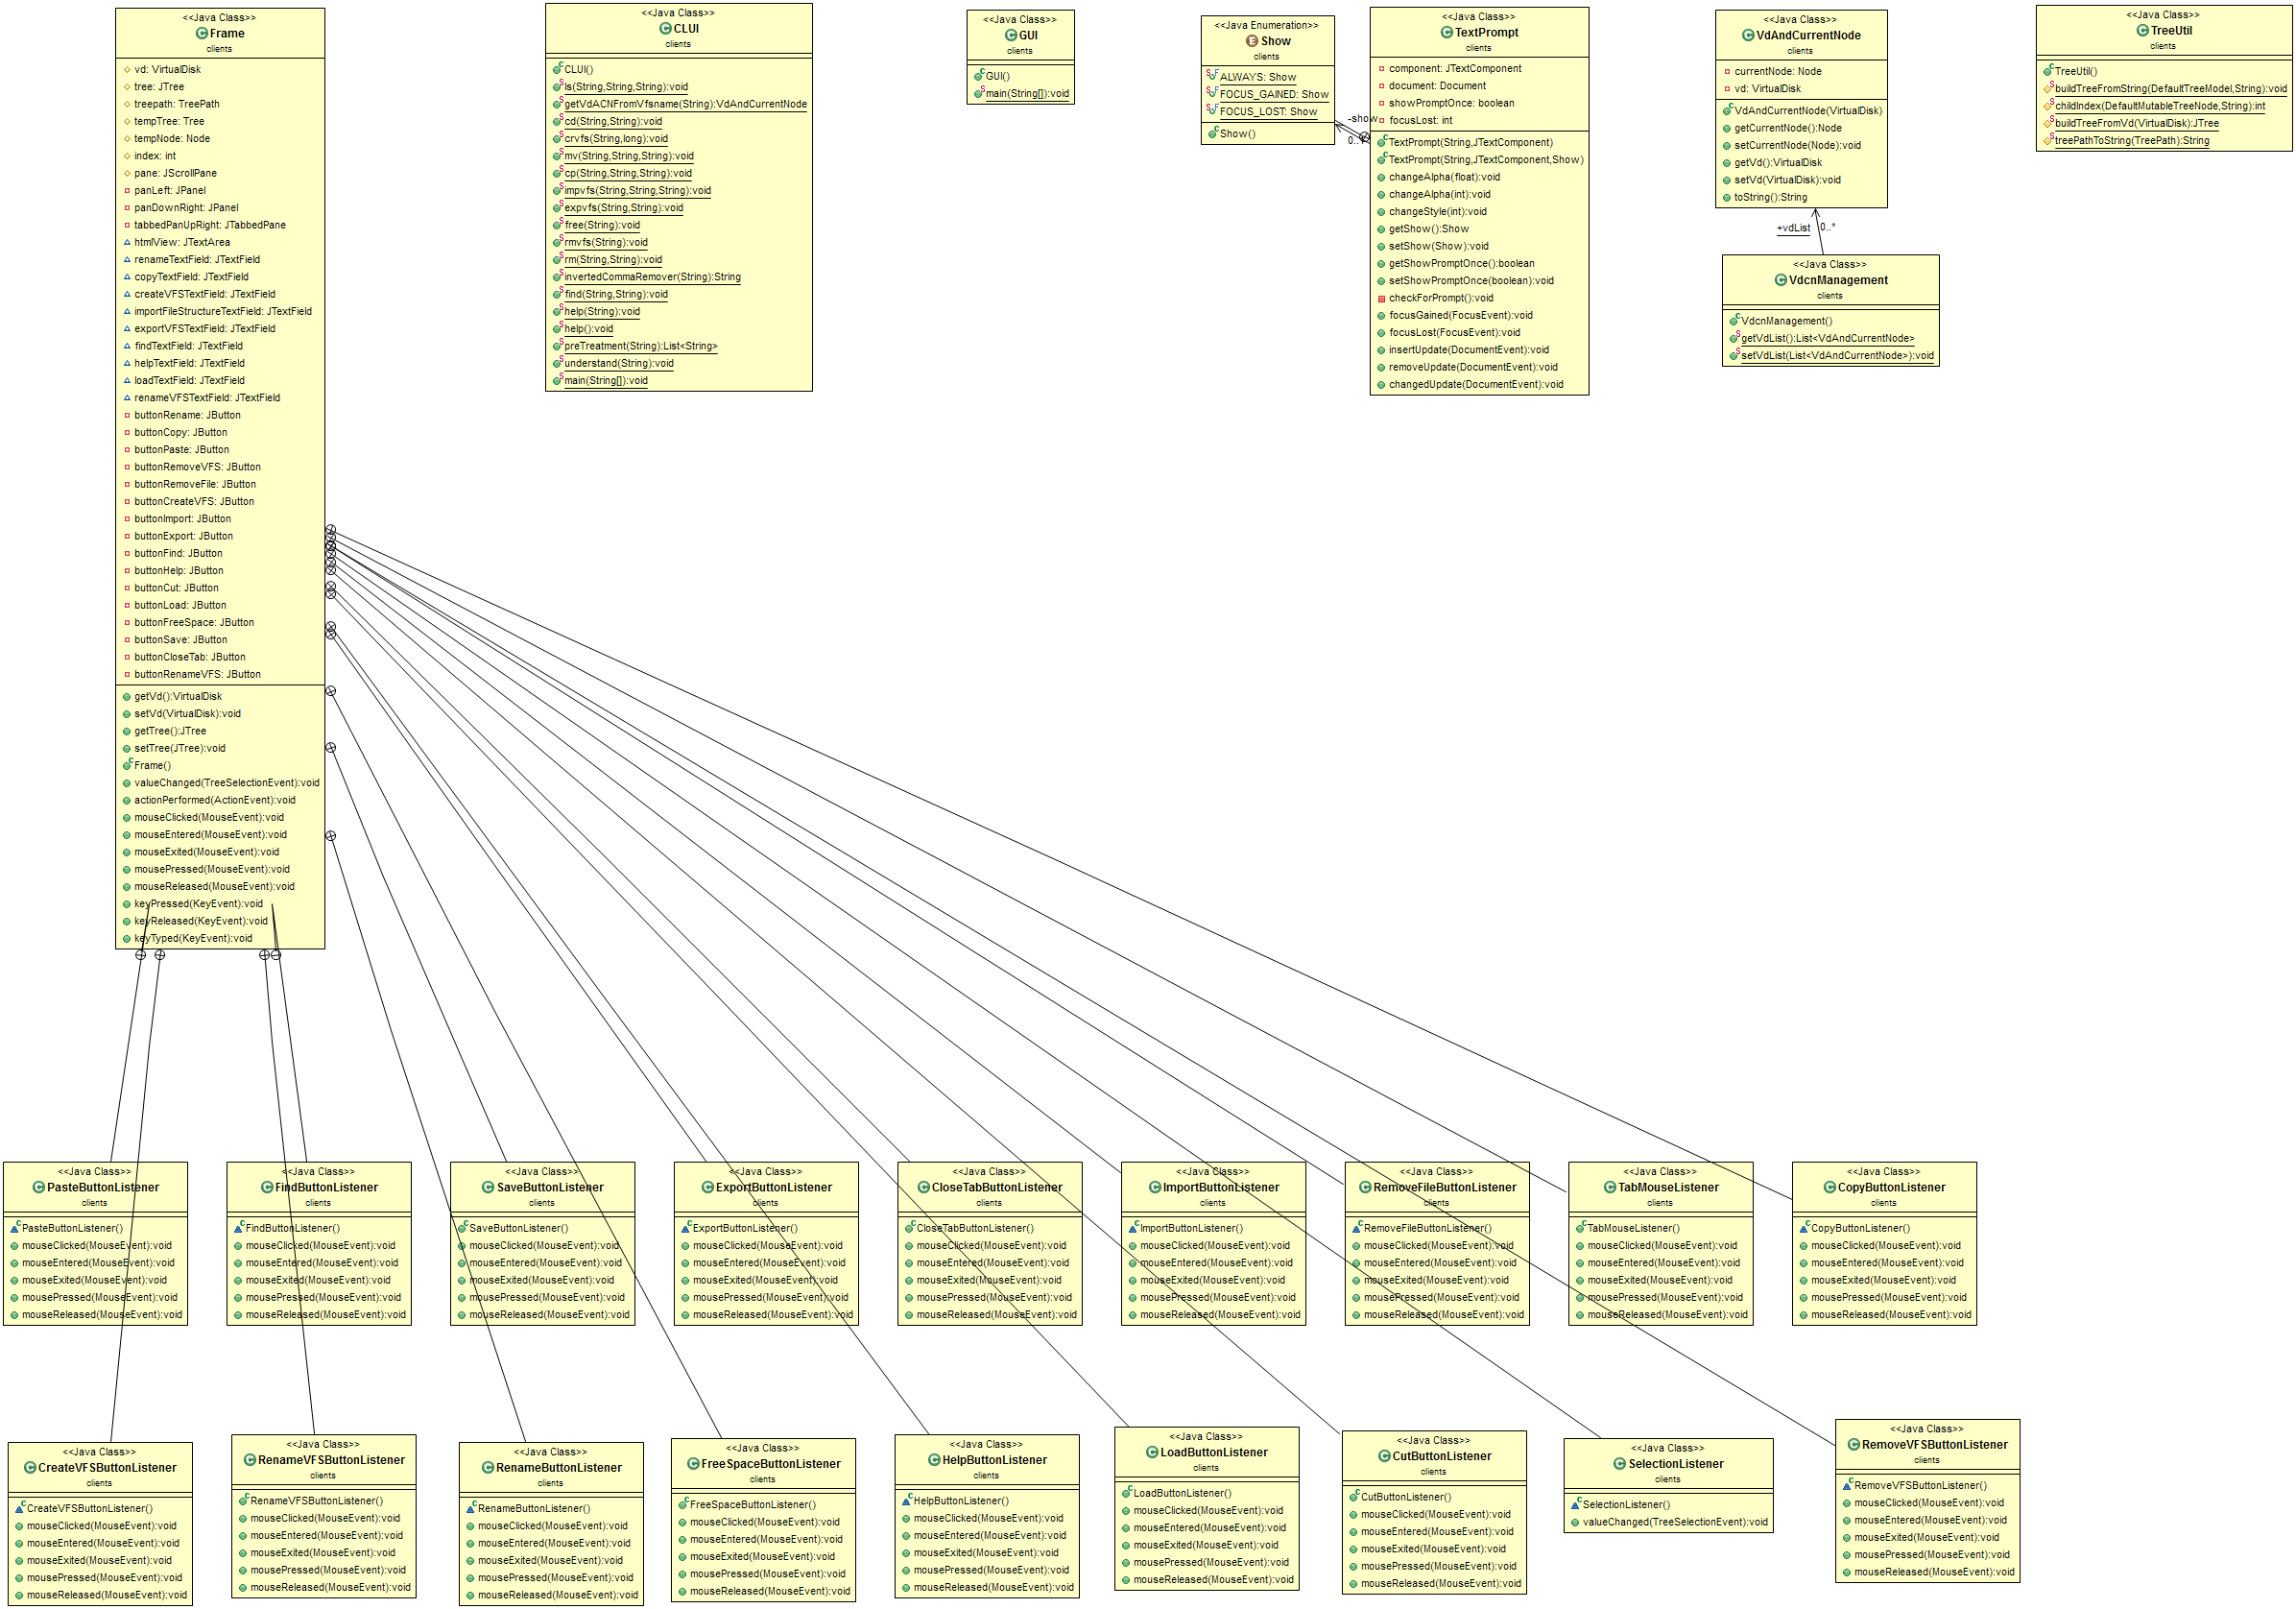 <<Java Class>>
Frame
clients
vd: VirtualDisk
tree: JTree
treepath: TreePath
tempTree: Tree
tempNode: Node
index: int
pane: JScrollPane
panLeft: JPanel
panDownRight: JPanel
tabbedPanUpRight: JTabbedPane
htmlView: JTextArea
renameTextField: JTextField
copyTextField: JTextField
createVFSTextField: JTextField
importFileStructureTextField: JTextField
exportVFSTextField: JTextField
findTextField: JTextField
helpTextField: JTextField
loadTextField: JTextField
renameVFSTextField: JTextField
buttonRename: JButton
buttonCopy: JButton
buttonPaste: JButton
buttonRemoveVFS: JButton
buttonRemoveFile: JButton
buttonCreateVFS: JButton
buttonImport: JButton
buttonExport: JButton
buttonFind: JButton
buttonHelp: JButton
buttonCut: JButton
buttonLoad: JButton
buttonFreeSpace: JButton
buttonSave: JButton
buttonCloseTab: JButton
buttonRenameVFS: JButton
getVd():VirtualDisk
setVd(VirtualDisk):void
getTree():JTree
setTree(JTree):void
Frame()
valueChanged(TreeSelectionEvent):void
actionPerformed(ActionEvent):void
mouseClicked(MouseEvent):void
mouseEntered(MouseEvent):void
mouseExited(MouseEvent):void
mousePressed(MouseEvent):void
mouseReleased(MouseEvent):void
keyPressed(KeyEvent):void
keyReleased(KeyEvent):void
keyTyped(KeyEvent):void
<<Java Class>>
CLUI
clients
CLUI()
ls(String,String,String):void
getVdACNFromVfsname(String):VdAndCurrentNode
cd(String,String):void
crvfs(String,long):void
mv(String,String,String):void
cp(String,String,String):void
impvfs(String,String,String):void
expvfs(String,String):void
free(String):void
rmvfs(String):void
rm(String,String):void
invertedCommaRemover(String):String
find(String,String):void
help(String):void
help():void
preTreatment(String):List<String>
understand(String):void
main(String[]):void
<<Java Class>>
GUI
clients
GUI()
main(String[]):void
<<Java Enumeration>>
Show
clients
ALWAYS: Show
FOCUS_GAINED: Show
FOCUS_LOST: Show
Show()
-show
0..1
<<Java Class>>
TextPrompt
clients
component: JTextComponent
document: Document
showPromptOnce: boolean
focusLost: int
TextPrompt(String,JTextComponent)
TextPrompt(String,JTextComponent,Show)
changeAlpha(float):void
changeAlpha(int):void
changeStyle(int):void
getShow():Show
setShow(Show):void
getShowPromptOnce():boolean
setShowPromptOnce(boolean):void
checkForPrompt():void
focusGained(FocusEvent):void
focusLost(FocusEvent):void
insertUpdate(DocumentEvent):void
removeUpdate(DocumentEvent):void
changedUpdate(DocumentEvent):void
<<Java Class>>
VdAndCurrentNode
clients
currentNode: Node
vd: VirtualDisk
VdAndCurrentNode(VirtualDisk)
getCurrentNode():Node
setCurrentNode(Node):void
getVd():VirtualDisk
setVd(VirtualDisk):void
toString():String
+vdList 0..*
<<Java Class>>
VdcnManagement
clients
VdcnManagement()
getVdList():List<VdAndCurrentNode>
setVdList(List<VdAndCurrentNode>):void
<<Java Class>>
TreeUtil
clients
TreeUtil()
buildTreeFromString(DefaultTreeModel,String):void
childIndex(DefaultMutableTreeNode,String):int
buildTreeFromVd(VirtualDisk):JTree
treePathToString(TreePath):String
<<Java Class>>
PasteButtonListener
clients
PasteButtonListener()
mouseClicked(MouseEvent):void
mouseEntered(MouseEvent):void
mouseExited(MouseEvent):void
mousePressed(MouseEvent):void
mouseReleased(MouseEvent):void
<<Java Class>>
FindButtonListener
clients
FindButtonListener()
mouseClicked(MouseEvent):void
mouseEntered(MouseEvent):void
mouseExited(MouseEvent):void
mousePressed(MouseEvent):void
mouseReleased(MouseEvent):void
<<Java Class>>
SaveButtonListener
clients
SaveButtonListener()
mouseClicked(MouseEvent):void
mouseEntered(MouseEvent):void
mouseExited(MouseEvent):void
mousePressed(MouseEvent):void
mouseReleased(MouseEvent):void
<<Java Class>>
ExportButtonListener
clients
ExportButtonListener()
mouseClicked(MouseEvent):void
mouseEntered(MouseEvent):void
mouseExited(MouseEvent):void
mousePressed(MouseEvent):void
mouseReleased(MouseEvent):void
<<Java Class>>
CloseTabButtonListener
clients
CloseTabButtonListener()
mouseClicked(MouseEvent):void
mouseEntered(MouseEvent):void
mouseExited(MouseEvent):void
mousePressed(MouseEvent):void
mouseReleased(MouseEvent):void
<<Java Class>>
ImportButtonListener
clients
ImportButtonListener()
mouseClicked(MouseEvent):void
mouseEntered(MouseEvent):void
mouseExited(MouseEvent):void
mousePressed(MouseEvent):void
mouseReleased(MouseEvent):void
<<Java Class>>
RemoveFileButtonListener
clients
RemoveFileButtonListener()
mouseClicked(MouseEvent):void
mouseEntered(MouseEvent):void
mouseExited(MouseEvent):void
mousePressed(MouseEvent):void
mouseReleased(MouseEvent):void
<<Java Class>>
TabMouseListener
clients
TabMouseListener()
mouseClicked(MouseEvent):void
mouseEntered(MouseEvent):void
mouseExited(MouseEvent):void
mousePressed(MouseEvent):void
mouseReleased(MouseEvent):void
<<Java Class>>
CopyButtonListener
clients
CopyButtonListener()
mouseClicked(MouseEvent):void
mouseEntered(MouseEvent):void
mouseExited(MouseEvent):void
mousePressed(MouseEvent):void
mouseReleased(MouseEvent):void
<<Java Class>>
CreateVFSButtonListener
clients
CreateVFSButtonListener()
mouseClicked(MouseEvent):void
mouseEntered(MouseEvent):void
mouseExited(MouseEvent):void
mousePressed(MouseEvent):void
mouseReleased(MouseEvent):void
<<Java Class>>
RenameVFSButtonListener
clients
RenameVFSButtonListener()
mouseClicked(MouseEvent):void
mouseEntered(MouseEvent):void
mouseExited(MouseEvent):void
mousePressed(MouseEvent):void
mouseReleased(MouseEvent):void
<<Java Class>>
RenameButtonListener
clients
RenameButtonListener()
mouseClicked(MouseEvent):void
mouseEntered(MouseEvent):void
mouseExited(MouseEvent):void
mousePressed(MouseEvent):void
mouseReleased(MouseEvent):void
<<Java Class>>
FreeSpaceButtonListener
clients
FreeSpaceButtonListener()
mouseClicked(MouseEvent):void
mouseEntered(MouseEvent):void
mouseExited(MouseEvent):void
mousePressed(MouseEvent):void
mouseReleased(MouseEvent):void
<<Java Class>>
HelpButtonListener
clients
HelpButtonListener()
mouseClicked(MouseEvent):void
mouseEntered(MouseEvent):void
mouseExited(MouseEvent):void
mousePressed(MouseEvent):void
mouseReleased(MouseEvent):void
<<Java Class>>
LoadButtonListener
clients
LoadButtonListener()
mouseClicked(MouseEvent):void
mouseEntered(MouseEvent):void
mouseExited(MouseEvent):void
mousePressed(MouseEvent):void
mouseReleased(MouseEvent):void
<<Java Class>>
CutButtonListener
clients
CutButtonListener()
mouseClicked(MouseEvent):void
mouseEntered(MouseEvent):void
mouseExited(MouseEvent):void
mousePressed(MouseEvent):void
mouseReleased(MouseEvent):void
<<Java Class>>
SelectionListener
clients
SelectionListener()
valueChanged(TreeSelectionEvent):void
<<Java Class>>
RemoveVFSButtonListener
clients
RemoveVFSButtonListener()
mouseClicked(MouseEvent):void
mouseEntered(MouseEvent):void
mouseExited(MouseEvent):void
mousePressed(MouseEvent):void
mouseReleased(MouseEvent):void